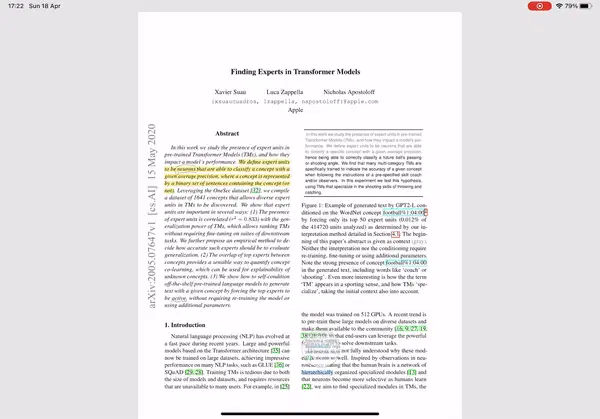 17:22 Sun 18 Apr
79%
Finding Experts in Transformer Models
Xavier Suau Luca Zappella Nicholas Apostoloff
{xsuaucuadros, lzappella, napostoloff}@apple.com
Apple
arXiv:2005.07647v1 [cs.AI] 15 May 2020
Abstract
In this work we study the presence of expert units in
pre-trained Transformer Models (TMs), and how they
impact a model's performance. We define expert units
to be neurons that are able to classify a concept with a
given average precision, where a concept is represented
by a binary set of sentences containing the concept (or
not). Leveraging the OneSec dataset [32], we compile
a dataset of 1641 concepts that allows diverse expert
units in TMs to be discovered. We show that expert
units are important in several ways: (1) The presence
of expert units is correlated (r² = 0.833) with the gen-
eralization power of TMs, which allows ranking TMs
without requiring fine-tuning on suites of downstream
tasks. We further propose an empirical method to de-
cide how accurate such experts should be to evaluate
generalization. (2) The overlap of top experts between
concepts provides a sensible way to quantify concept
co-learning, which can be used for explainability of
unknown concepts. (3) We show how to self-condition
off-the-shelf pre-trained language models to generate
text with a given concept by forcing the top experts to
be active, without requiring re-training the model or
using additional parameters.
1. Introduction
Natural language processing (NLP) has evolved at
a fast pace during recent years. Large and powerful
models based on the Transformer architecture [35] can
now be trained on large datasets, achieving impressive
performance on many NLP tasks, such as GLUE [36] or
SQuAD [29, 28]. Training TMs is tedious due to both
the size of models and datasets, and requires resources
that are unavailable to many users. For example, in [25]
In this work we study the presence of expert units in pre-trained
Transformer Models (TMs), and how they impact a model's per-
formance. We define expert units to be neurons that are able
to classify a specific concept with a given average precision,
hence being able to correctly classify a future ball's passing
or shooting angle. We find that many multi-category TMs are
specifically trained to indicate the accuracy of a given concept
when following the instructions of a pre-specified skill coach
and/or observers. In this experiment we test this hypothesis,
using TMs that specialize in the shooting skills of throwing and
catching.
Figure 1: Example of generated text by GPT2-L con-
ditioned on the WordNet concept football%1:04:00
by forcing only its top 50 expert units (0.012% of
the 414720 units analyzed) as determined by our in-
terpretation method detailed in Section 4.3. The begin-
ning of this paper's abstract is given as context (gray).
Neither the interpretation nor the conditioning require
re-training, fine-tuning or using additional parameters.
Note the strong presence of concept football%1:04:00
in the generated text, including words like 'coach' or
'shooting'. Even more interesting is how the term
'TM' appears in a sporting sense, and how TMs 'spe-
cialize', taking the initial context also into account.
the model was trained on 512 GPUs. A recent trend is
to pre-train these large models on diverse datasets and
make them available to the community [16, 9, 27, 19,
so that end-users can leverage the powerful
solve downstream tasks.
not fully understand why these mod-
well. Inspired by observations in neu-
that the human brain is a network of
hierarchically organized specialized modules [13] and
that neurons become more selective as humans learn
[22], we aim to find specialized modules in TMs, the